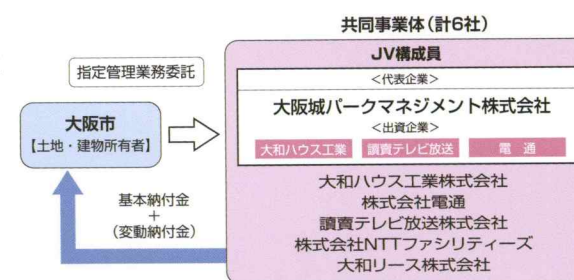 共同事業体（計6社）
JV構成員
＜代表企業＞
大阪城パークマネジメント株式会社
＜出資企業＞
大和ハウス工業 讀賣テレビ放送 電 通
大和ハウス工業株式会社
株式会社電通
讀賣テレビ放送株式会社
株式会社NTTファシリティーズ
大和リース株式会社
指定管理業務委託
大阪市
【土地・建物所有者】
基本納付金
＋
（変動納付金）